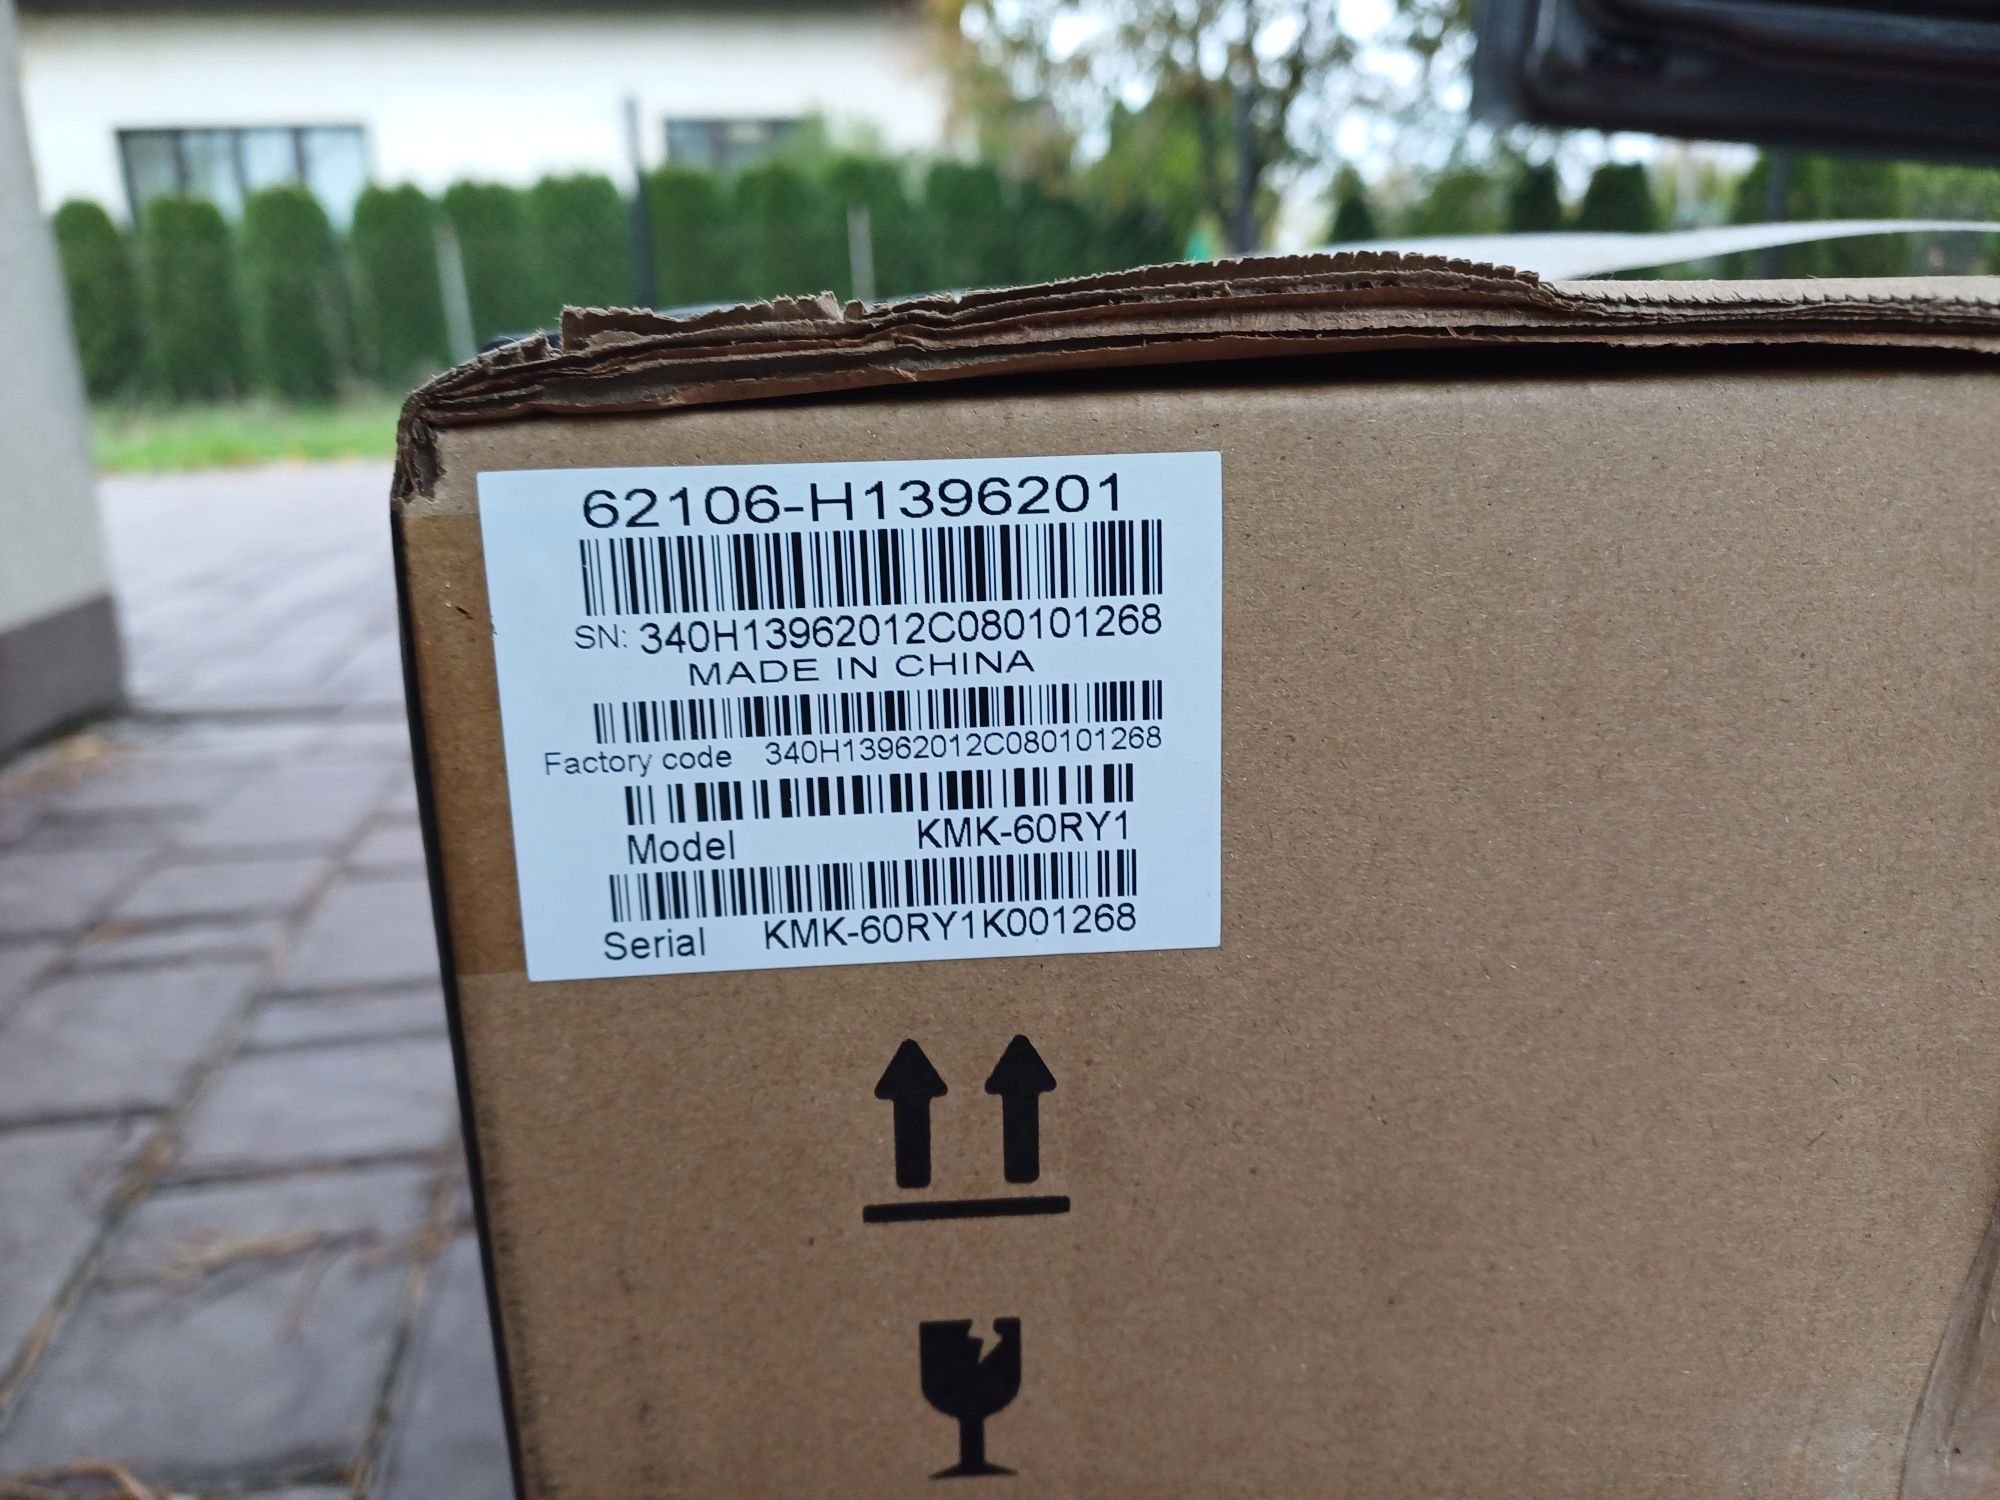 62106-H1396201
SN: 340H13962012C080101268
MADE IN CHINA
Factory code 340H13962012C080101268
Model KMK-60RY1
Serial KMK-60RY1K001268